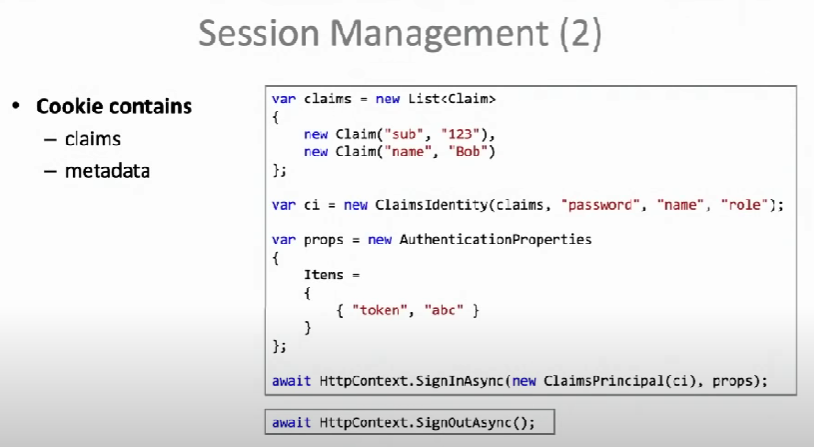 Session Management (2)
• Cookie contains
– claims
– metadata
var claims = new List<Claim>
{
    new Claim("sub", "123"),
    new Claim("name", "Bob")
};
var ci = new ClaimsIdentity(claims, "password", "name", "role");
var props = new AuthenticationProperties
{
    Items =
    {
        { "token", "abc" }
    }
};
await HttpContext.SignInAsync(new ClaimsPrincipal(ci), props);
await HttpContext.SignOutAsync();